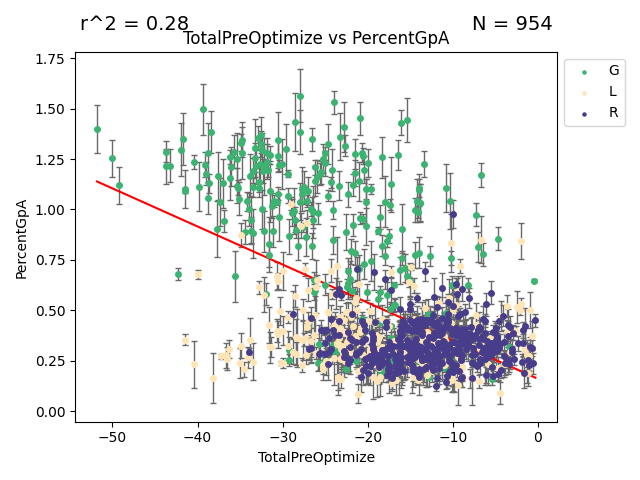 r^2 = 0.28 N = 954
TotalPreOptimize vs PercentGpA
PercentGpA
1.75
1.50
1.25
1.00
0.75
0.50
0.25
0.00
−50 −40 −30 −20 −10 0
TotalPreOptimize
G
L
R